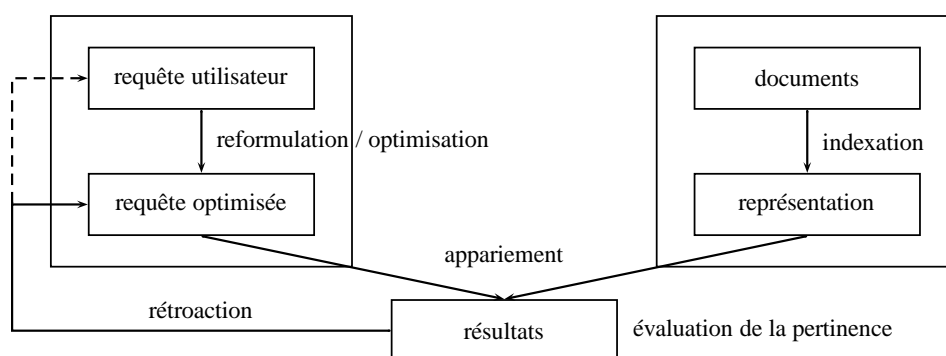 requête utilisateur
documents
reformulation / optimisation
indexation
requête optimisée
représentation
appariement
rétroaction
résultats
évaluation de la pertinence